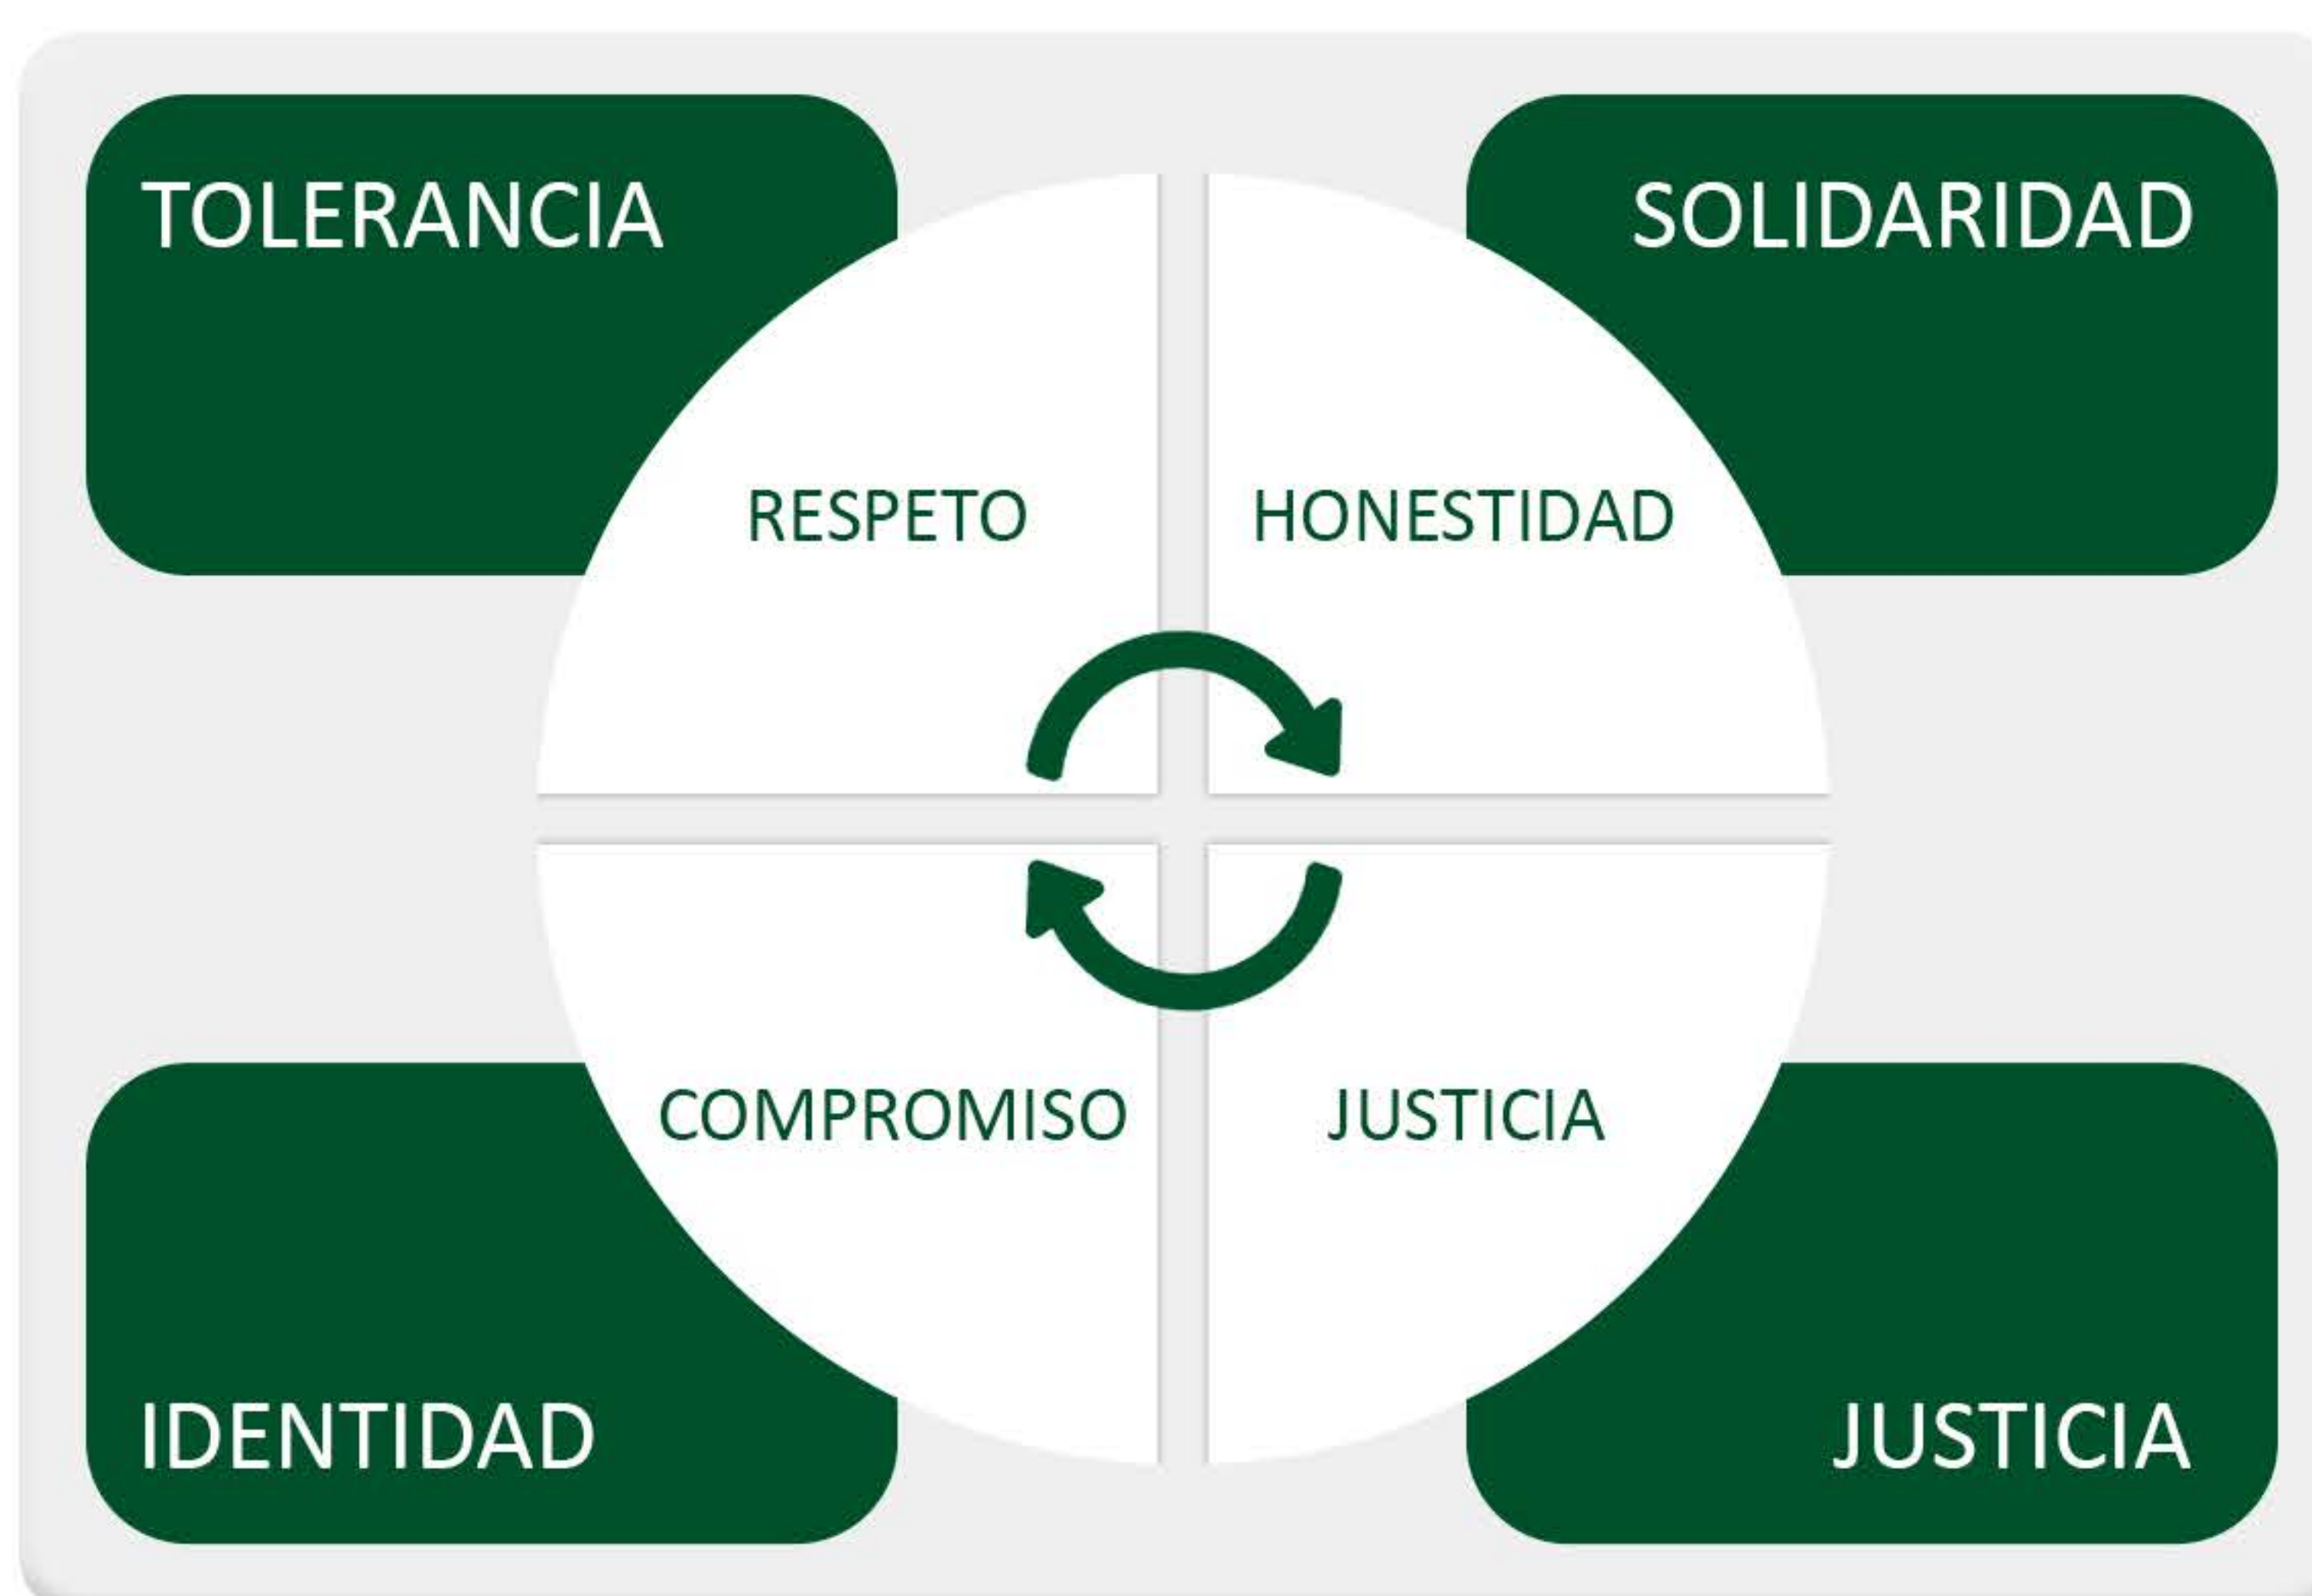 TOLERANCIA
SOLIDARIDAD
RESPETO
HONESTIDAD
COMPROMISO
JUSTICIA
IDENTIDAD
JUSTICIA